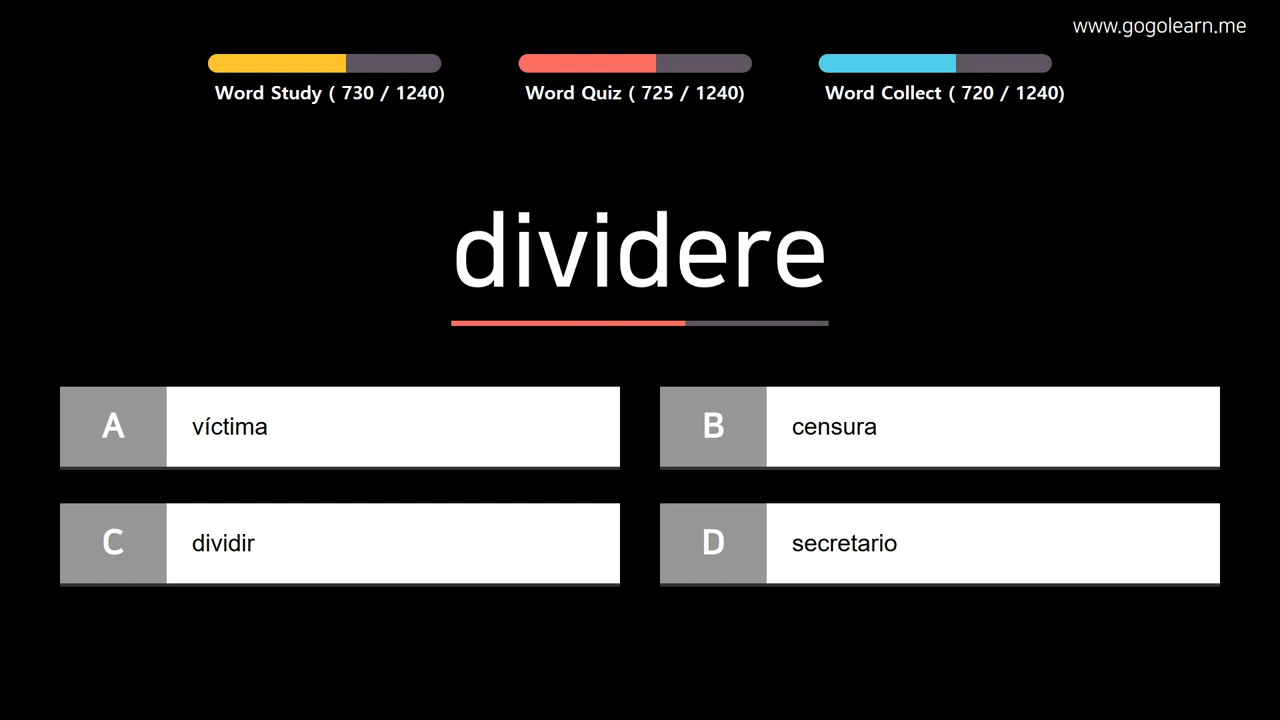 www.gogolearn.me
Word Study ( 730 / 1240)
Word Quiz ( 725 / 1240)
Word Collect ( 720 / 1240)
dividere
A víctima
B censura
C dividir
D secretario